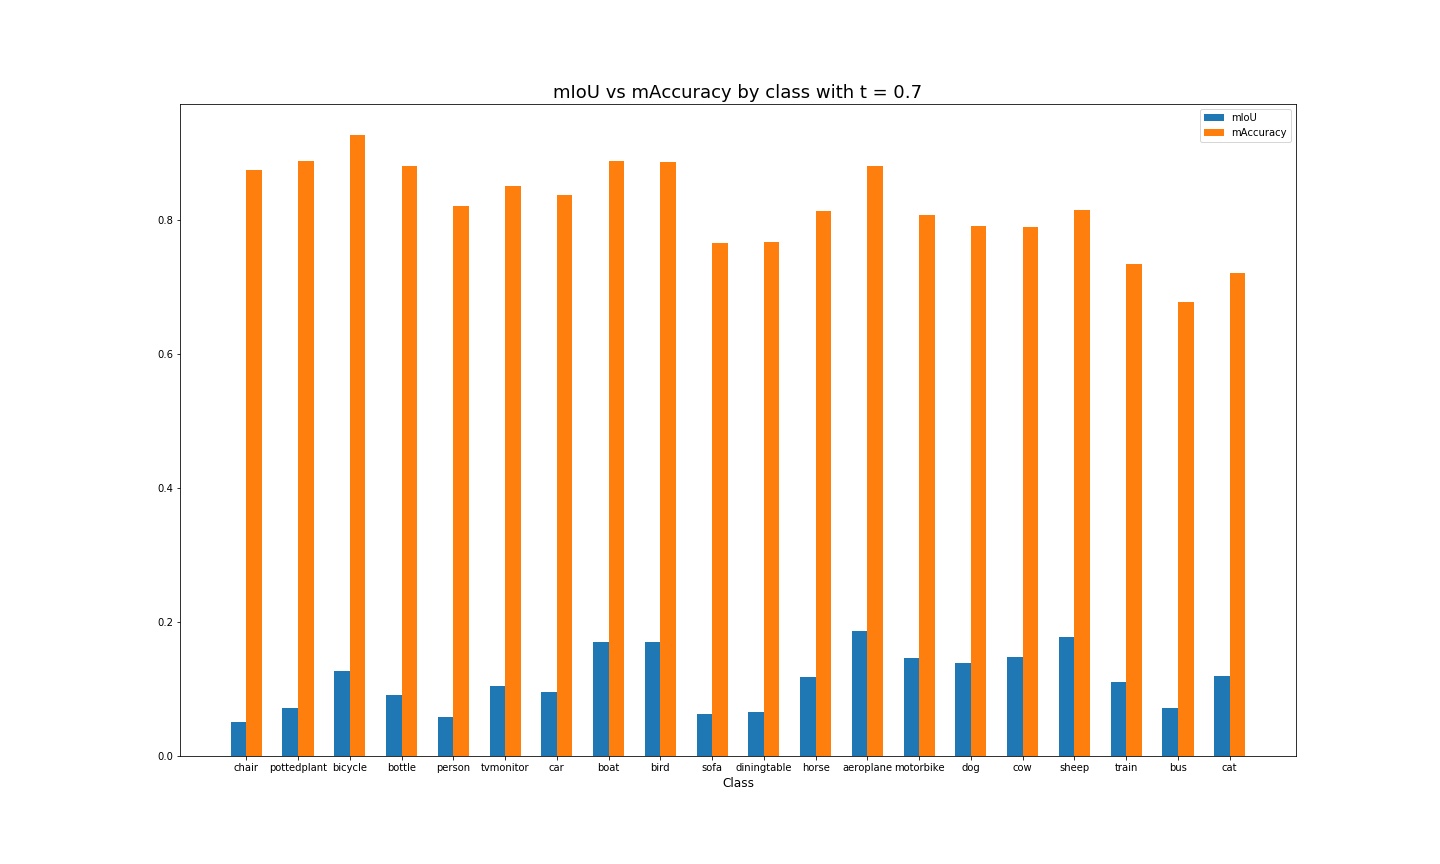 mIoU vs mAccuracy by class with t = 0.7
mIoU
mAccuracy
0.8
0.6
0.4
0.2
0.0
chair pottedplant bicycle bottle person tvmonitor car boat bird sofa diningtable horse aeroplane motorbike dog cow sheep train bus cat
Class